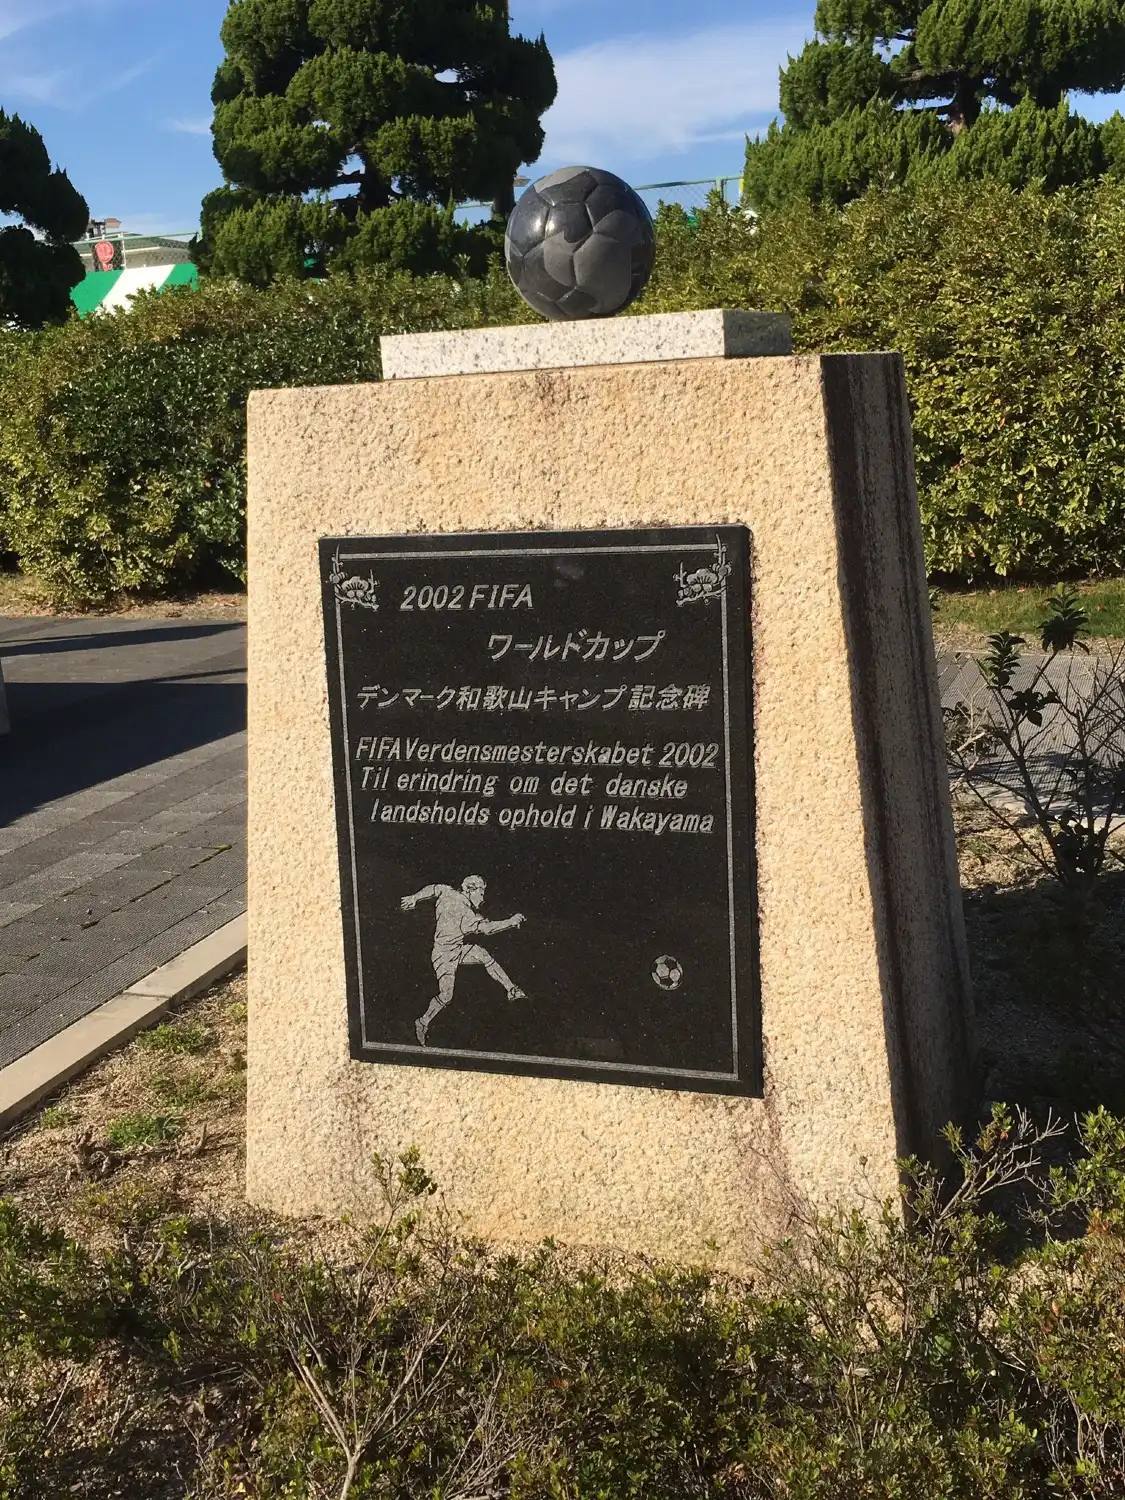 2002 FIFA
ワールドカップ
デンマーク和歌山キャンプ記念碑
FIFA Verdensmesterskabet 2002
Til erindring om det danske
landsholds ophold i Wakayama